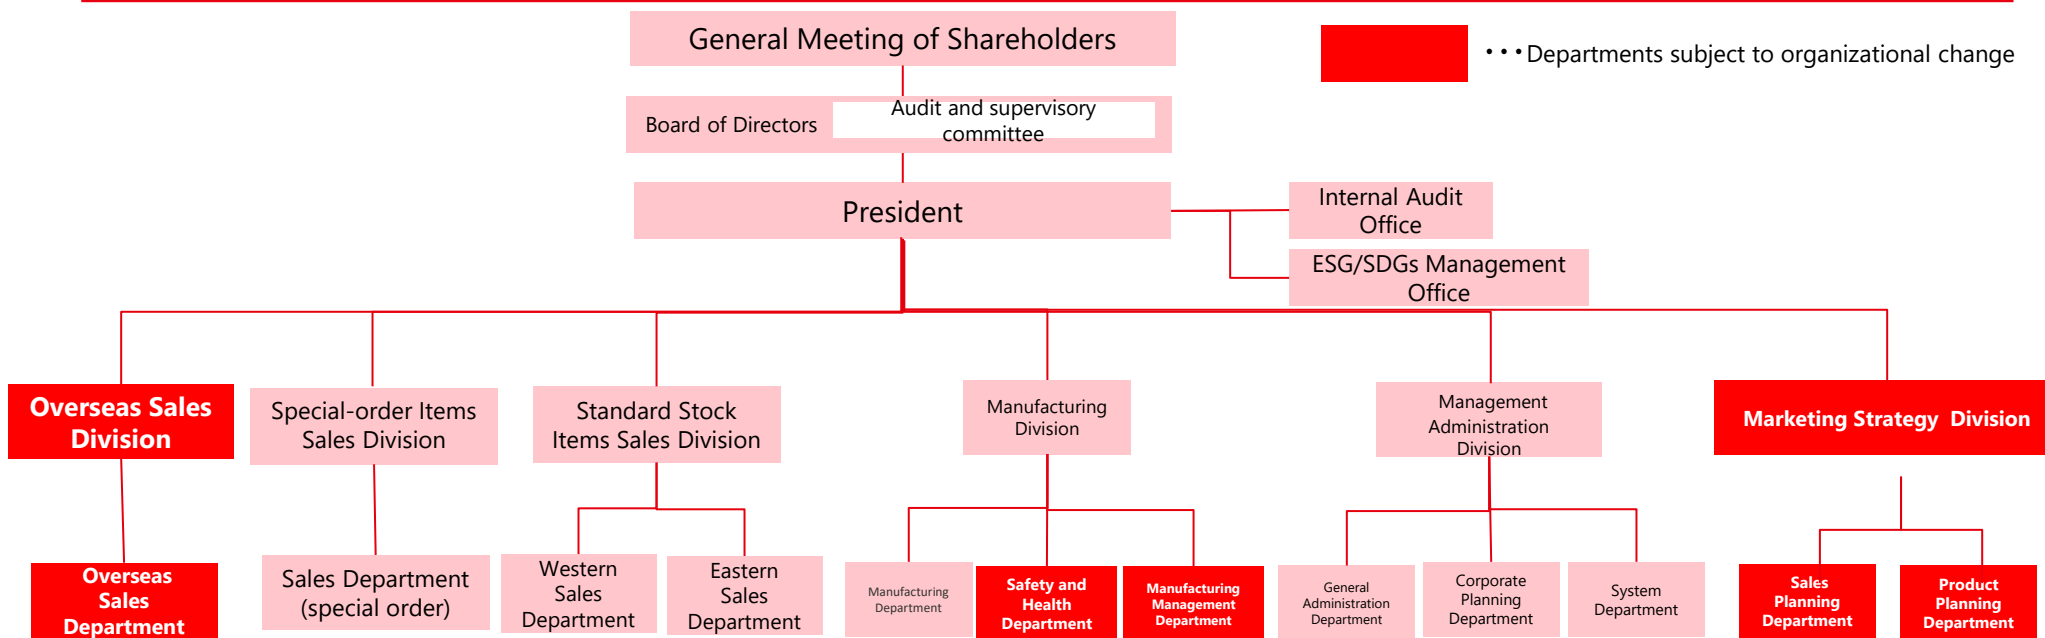 General Meeting of Shareholders
・・・Departments subject to organizational change
Board of Directors
Audit and supervisory
committee
President
Internal Audit
Office
ESG/SDGs Management
Office
Overseas Sales
Division
Special-order Items
Sales Division
Standard Stock
Items Sales Division
Manufacturing
Division
Management
Administration
Division
Marketing Strategy Division
Overseas
Sales
Department
Sales Department
(special order)
Western
Sales
Department
Eastern
Sales
Department
Manufacturing
Department
Safety and
Health
Department
Manufacturing
Management
Department
General
Administration
Department
Corporate
Planning
Department
System
Department
Sales
Planning
Department
Product
Planning
Department